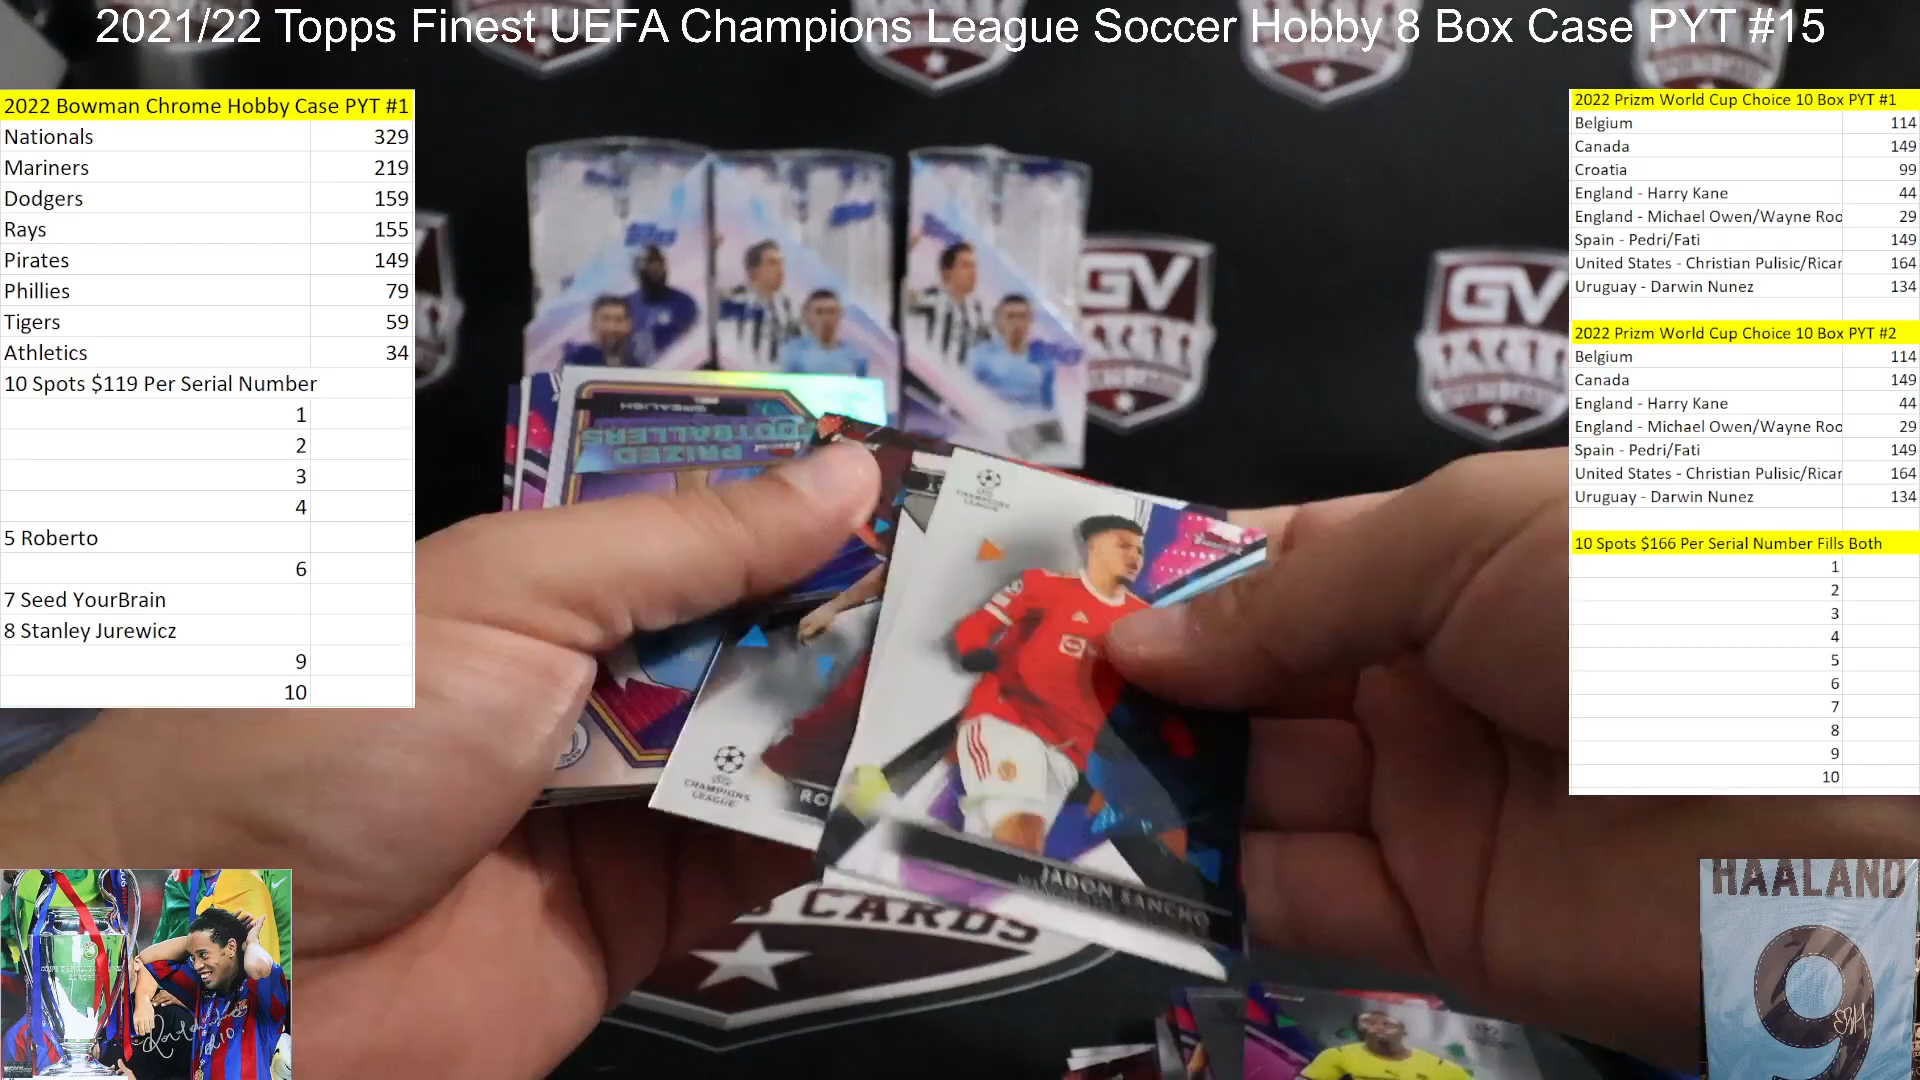 2021/22 Topps Finest UEFA Champions League Soccer Hobby 8 Box Case PYT #15
2022 Bowman Chrome Hobby Case PYT #1
Nationals 329
Mariners 219
Dodgers 159
Rays 155
Pirates 149
Phillies 79
Tigers 59
Athletics 34
10 Spots $119 Per Serial Number
1
2
3
4
5 Roberto
6
7 Seed YourBrain
8 Stanley Jurewicz
9
10
2022 Prizm World Cup Choice 10 Box PYT #1
Belgium 114
Canada 149
Croatia 99
England - Harry Kane 44
England - Michael Owen/Wayne Roo 29
Spain - Pedri/Fati 149
United States - Christian Pulisic/Ricar 164
Uruguay - Darwin Nunez 134
2022 Prizm World Cup Choice 10 Box PYT #2
Belgium 114
Canada 149
England - Harry Kane 44
England - Michael Owen/Wayne Roo 29
Spain - Pedri/Fati 149
United States - Christian Pulisic/Ricar 164
Uruguay - Darwin Nunez 134
10 Spots $166 Per Serial Number Fills Both
1
2
3
4
5
6
7
8
9
10
GV
GV
GREALISH
PRIZED
FOOTBALLERS
CHAMPIONS
LEAGUE
CHAMPIONS
LEAGUE
RO
JADON SANCHO
CARDS
HAALAND
9